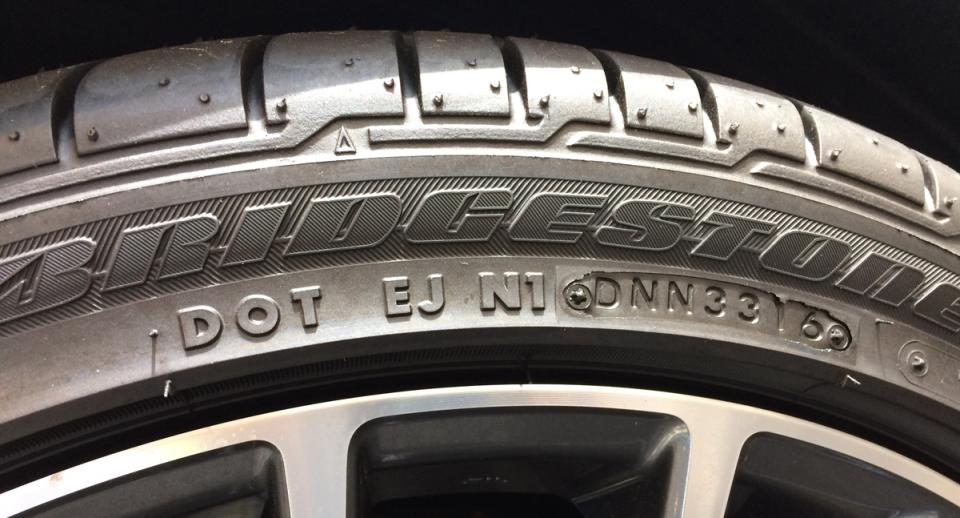 BRIDGESTONE
DOT EJ N1 DNN3316